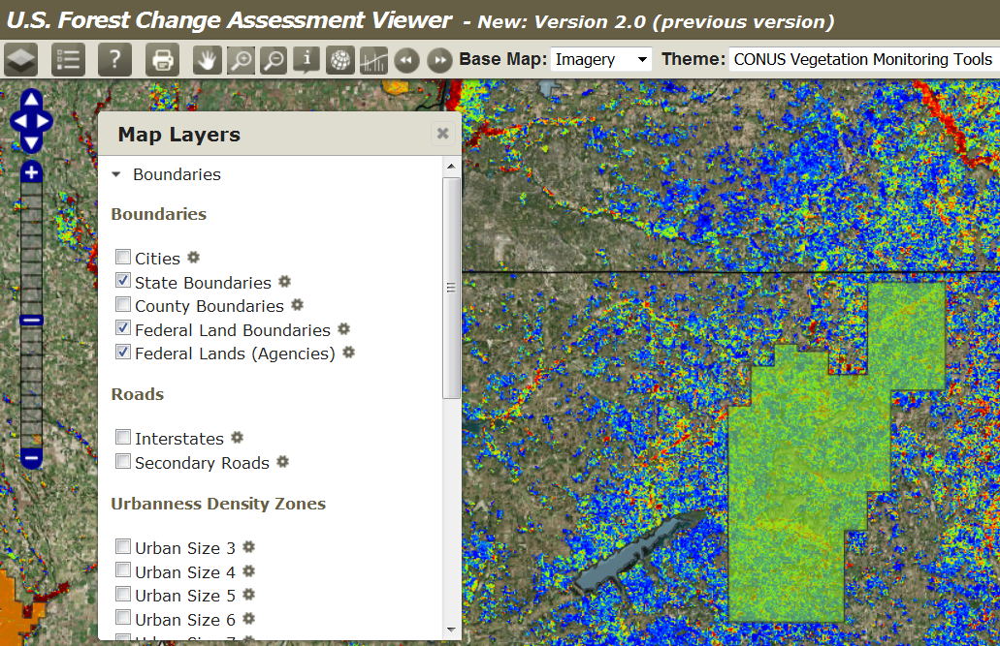 U.S. Forest Change Assessment Viewer - New: Version 2.0 (previous version)
? i Base Map: Imagery Theme: CONUS Vegetation Monitoring Tools
Map Layers
Boundaries
Boundaries
Cities
State Boundaries
County Boundaries
Federal Land Boundaries
Federal Lands (Agencies)
Roads
Interstates
Secondary Roads
Urbanness Density Zones
Urban Size 3
Urban Size 4
Urban Size 5
Urban Size 6